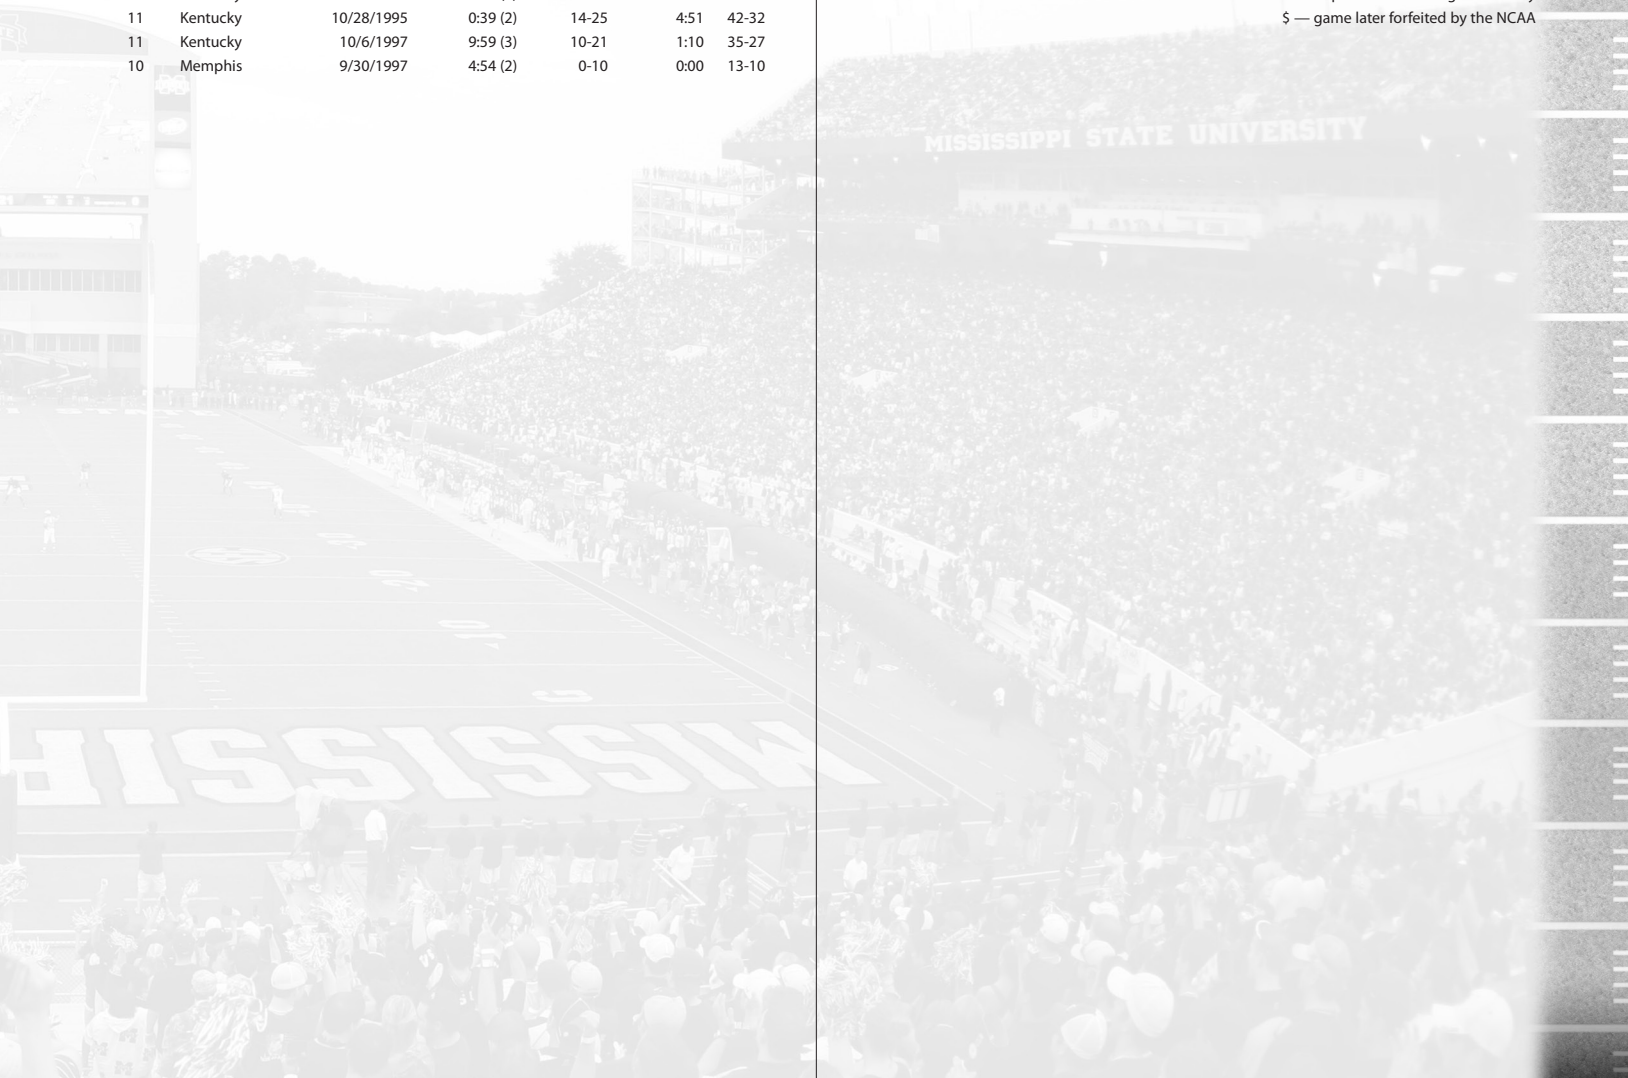 11 Kentucky 10/28/1995 0:39 (2) 14-25 4:51 42-32
11 Kentucky 10/6/1997 9:59 (3) 10-21 1:10 35-27
10 Memphis 9/30/1997 4:54 (2) 0-10 0:00 13-10
$ — game later forfeited by the NCAA
MISSISSIPPI STATE UNIVERSITY